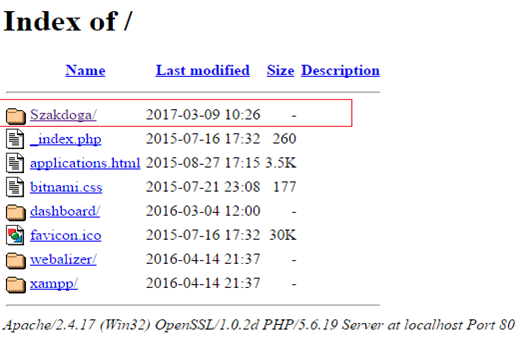 Index of /
Name Last modified Size Description
Szakdoga/ 2017-03-09 10:26 -
_index.php 2015-07-16 17:32 260
applications.html 2015-08-27 17:15 3.5K
bitnami.css 2015-07-21 23:08 177
dashboard/ 2016-03-04 12:00 -
favicon.ico 2015-07-16 17:32 30K
webalizer/ 2016-04-14 21:37 -
xampp/ 2016-04-14 21:37 -
Apache/2.4.17 (Win32) OpenSSL/1.0.2d PHP/5.6.19 Server at localhost Port 80